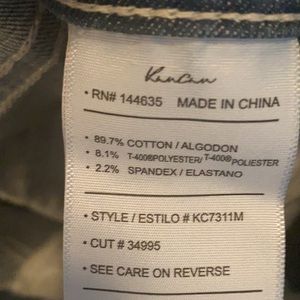 KanCan
• RN# 144635 MADE IN CHINA
• 89.7% COTTON / ALGODON
• 8.1% T-400®POLYESTER/ T-400®POLIESTER
• 2.2% SPANDEX / ELASTANO
• STYLE / ESTILO # KC7311M
• CUT # 34995
• SEE CARE ON REVERSE